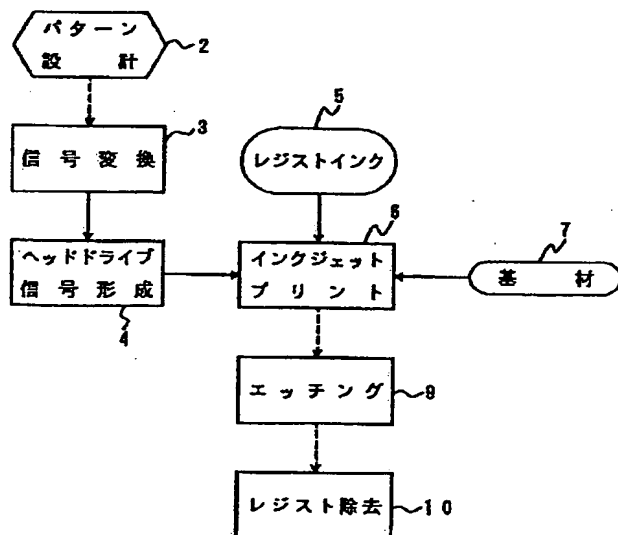 パターン
設計
2
3
信号変換
5
レジストインク
ヘッドドライブ
信号形成
4
6
インクジェット
プリント
7
基材
エッチング
9
レジスト除去
10